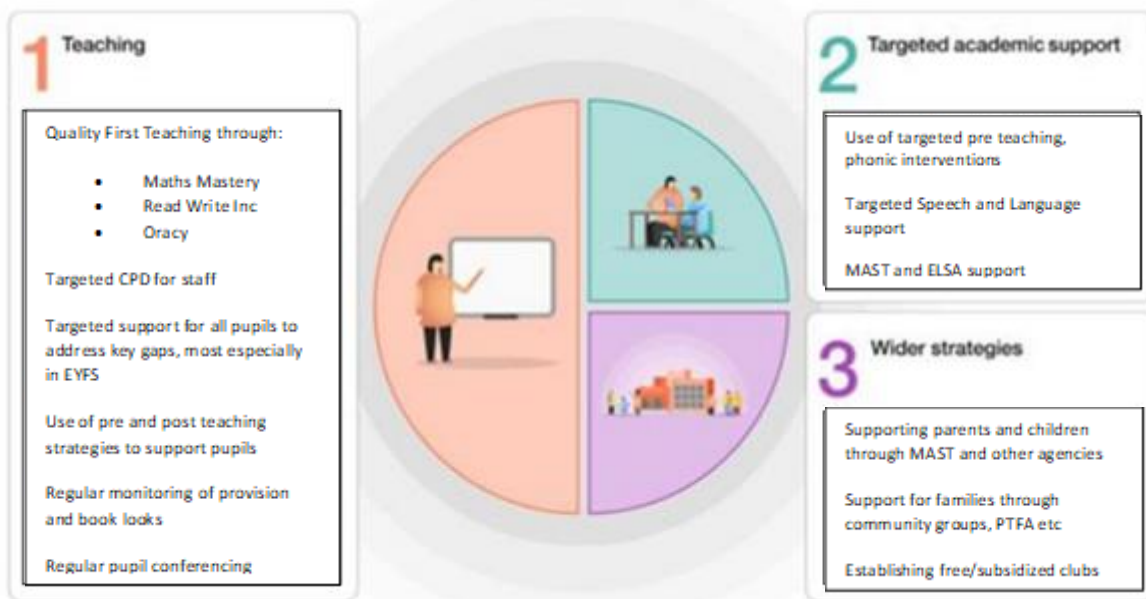 1 Teaching
Quality First Teaching through:
• Maths Mastery
• Read Write Inc
• Oracy
Targeted CPD for staff
Targeted support for all pupils to
address key gaps, most especially
in EYFS
Use of pre and post teaching
strategies to support pupils
Regular monitoring of provision
and book looks
Regular pupil conferencing
2 Targeted academic support
Use of targeted pre teaching,
phonic interventions
Targeted Speech and Language
support
MAST and ELSA support
3 Wider strategies
Supporting parents and children
through MAST and other agencies
Support for families through
community groups, PTFA etc
Establishing free/subsidized clubs